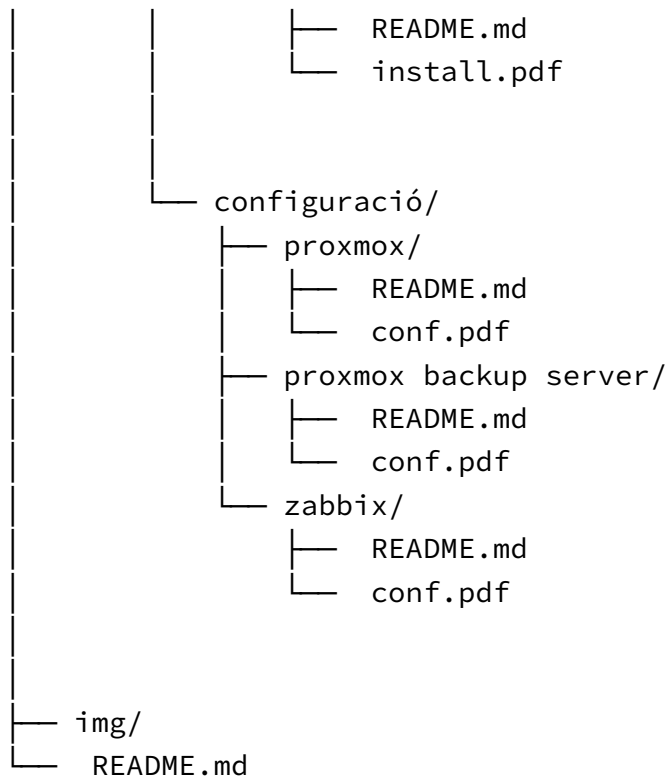 README.md
install.pdf
configuració/
proxmox/
README.md
conf.pdf
proxmox backup server/
README.md
conf.pdf
zabbix/
README.md
conf.pdf
img/
README.md